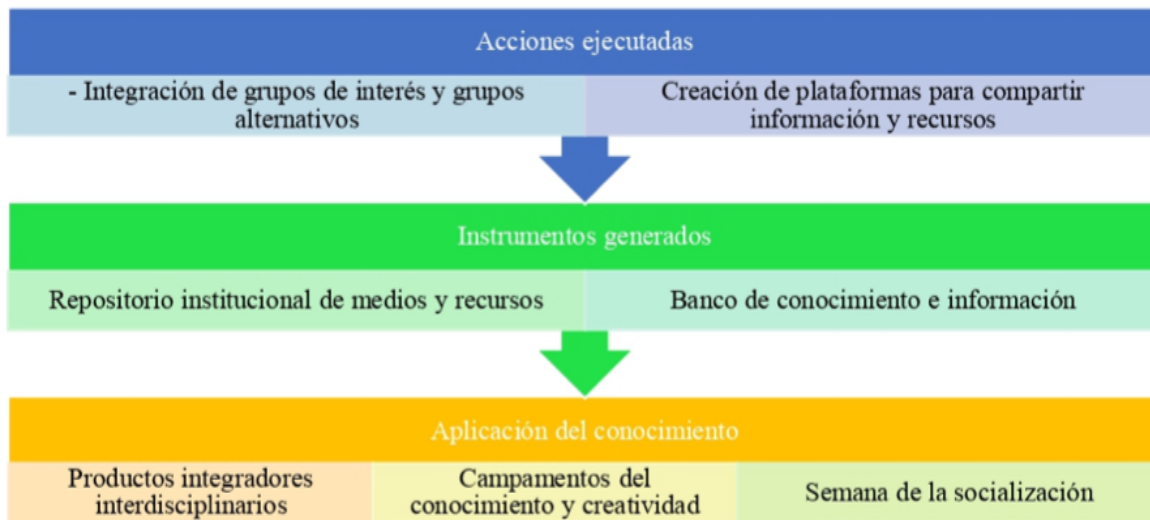 Acciones ejecutadas
- Integración de grupos de interés y grupos
alternativos
Creación de plataformas para compartir
información y recursos
Instrumentos generados
Repositorio institucional de medios y recursos
Banco de conocimiento e información
Aplicación del conocimiento
Productos integradores
interdisciplinarios
Campamentos del
conocimiento y creatividad
Semana de la socialización